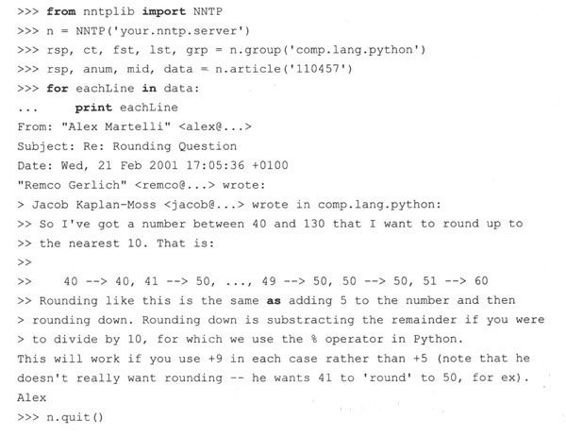 >>> from nntplib import NNTP
>>> n = NNTP('your.nntp.server')
>>> rsp, ct, fst, lst, grp = n.group('comp.lang.python')
>>> rsp, anum, mid, data = n.article('110457')
>>> for eachLine in data:
...     print eachLine
From: "Alex Martelli" <alex@...>
Subject: Re: Rounding Question
Date: Wed, 21 Feb 2001 17:05:36 +0100
"Remco Gerlich" <remco@...> wrote:
> Jacob Kaplan-Moss <jacob@...> wrote in comp.lang.python:
>> So I've got a number between 40 and 130 that I want to round up to
>> the nearest 10. That is:
>>
>>    40 --> 40, 41 --> 50, ..., 49 --> 50, 50 --> 50, 51 --> 60
>> Rounding like this is the same as adding 5 to the number and then
> rounding down. Rounding down is substracting the remainder if you were
> to divide by 10, for which we use the % operator in Python.
This will work if you use +9 in each case rather than +5 (note that he
doesn't really want rounding -- he wants 41 to 'round' to 50, for ex).
Alex
>>> n.quit()